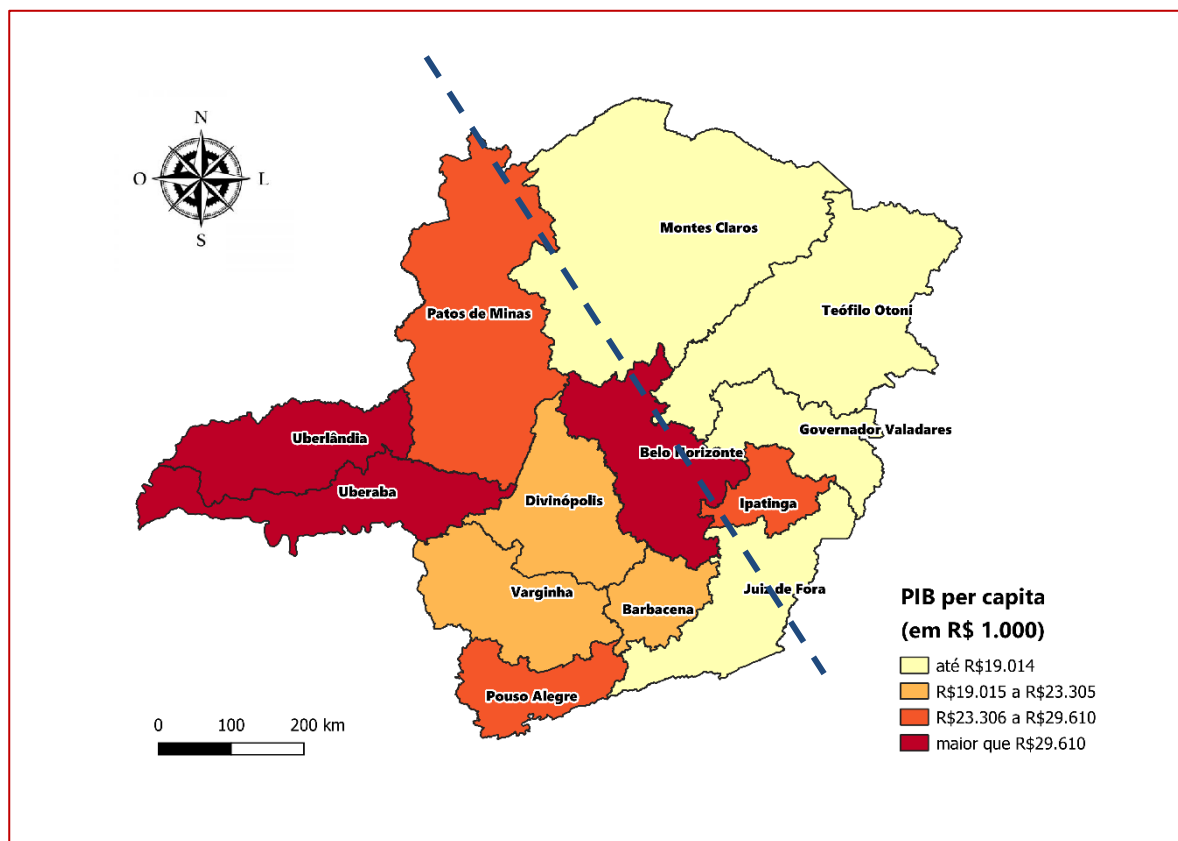 N
O
L
S
Montes Claros
Teófilo Otoni
Patos de Minas
Governador Valadares
Uberlândia
Belo Horizonte
Uberaba
Divinópolis
Ipatinga
Varginha
Juiz de Fora
Barbacena
Pouso Alegre
PIB per capita
(em R$ 1.000)
até R$19.014
R$19.015 a R$23.305
R$23.306 a R$29.610
maior que R$29.610
0 100 200 km